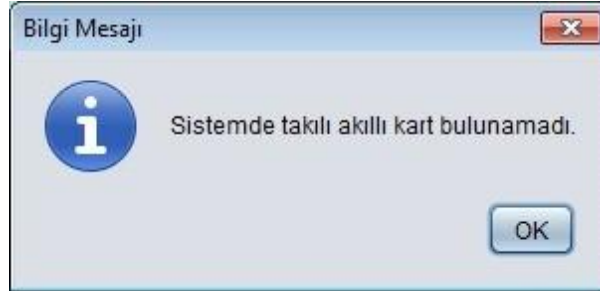 Bilgi Mesajı
Sistemde takılı akıllı kart bulunamadı.
OK